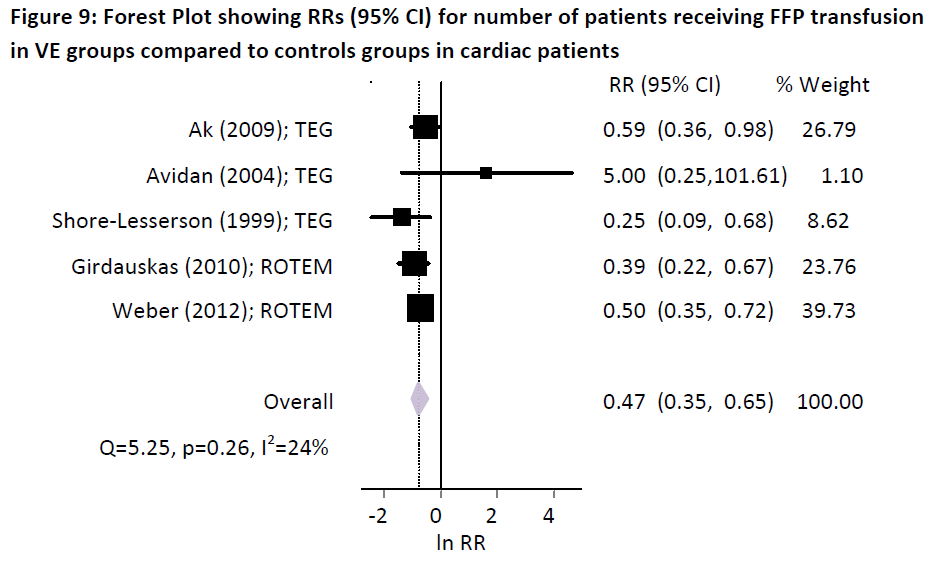 Figure 9: Forest Plot showing RRs (95% CI) for number of patients receiving FFP transfusion
in VE groups compared to controls groups in cardiac patients
RR (95% CI) % Weight
Ak (2009); TEG 0.59 (0.36, 0.98) 26.79
Avidan (2004); TEG 5.00 (0.25,101.61) 1.10
Shore-Lesserson (1999); TEG 0.25 (0.09, 0.68) 8.62
Girdauskas (2010); ROTEM 0.39 (0.22, 0.67) 23.76
Weber (2012); ROTEM 0.50 (0.35, 0.72) 39.73
Overall 0.47 (0.35, 0.65) 100.00
Q=5.25, p=0.26, I²=24%
-2 0 2 4
ln RR